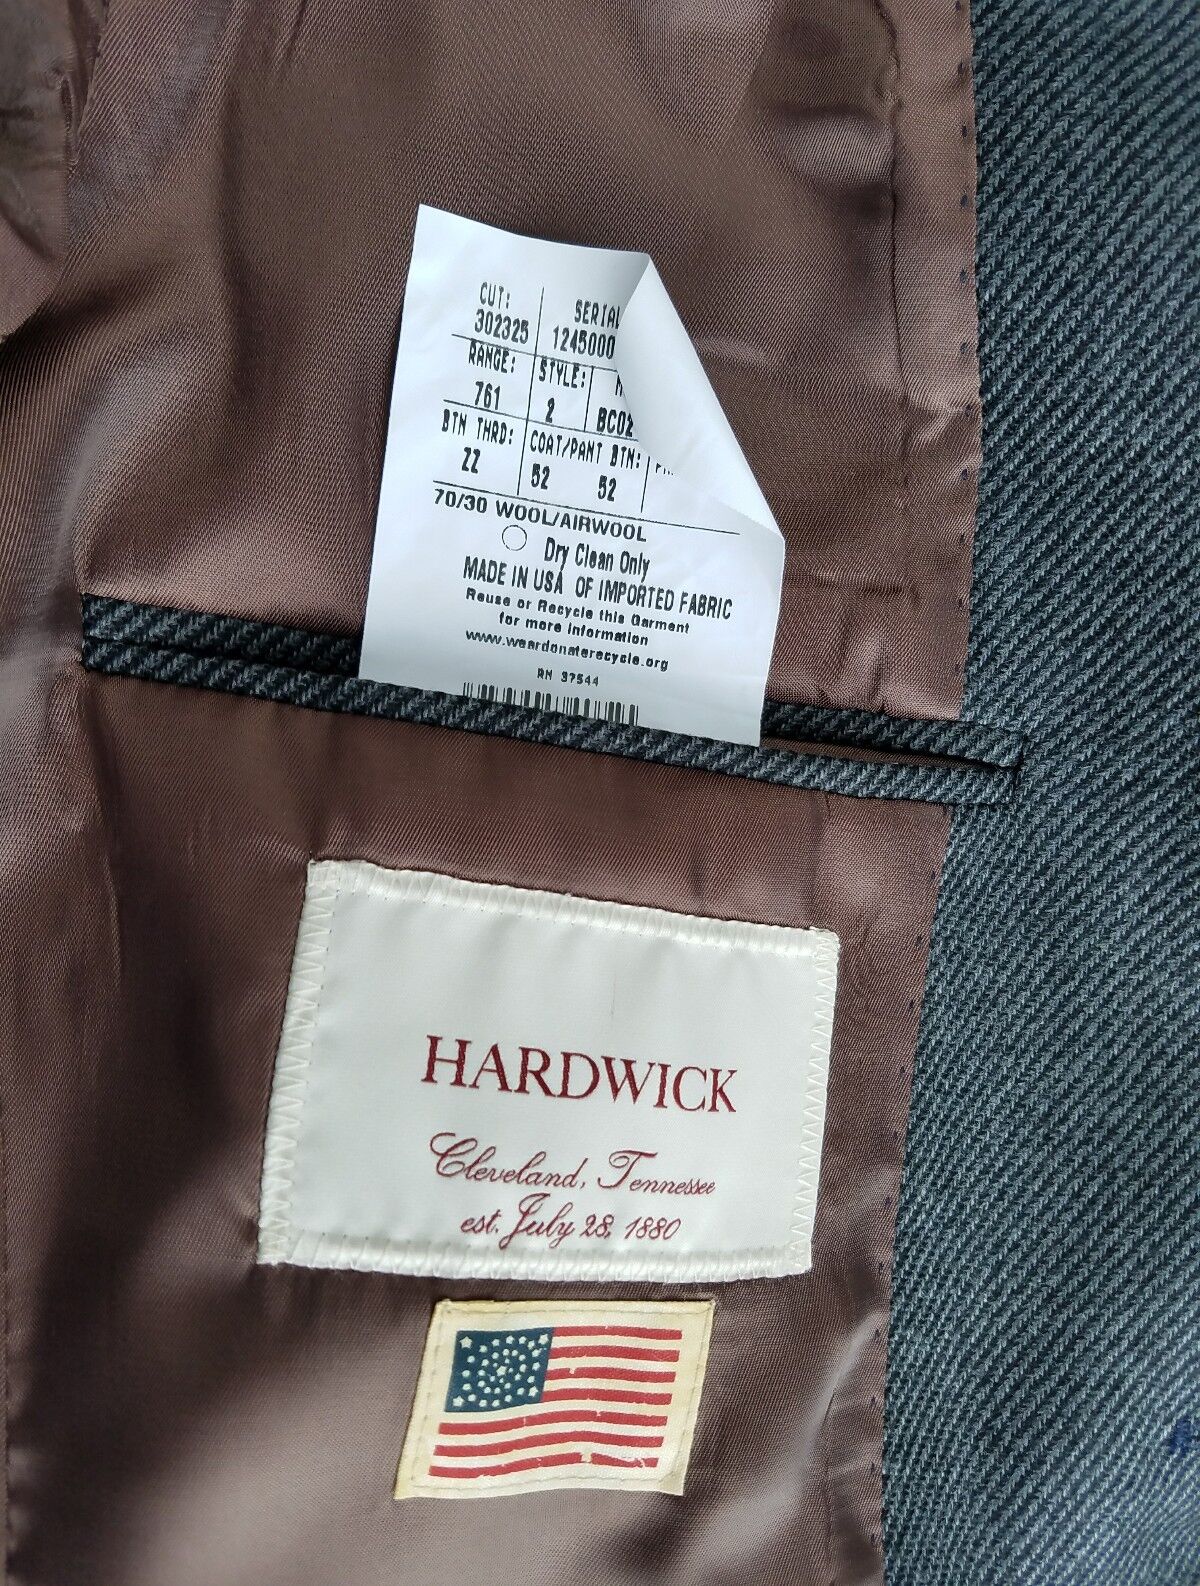 CUT: SERIAL
302325 1245000
RANGE: STYLE:
761 2 BC02
BTN THRD: COAT/PANT BTN:
ZZ 52 52
70/30 WOOL/AIRWOOL
Dry Clean Only
MADE IN USA OF IMPORTED FABRIC
Reuse or Recycle this Garment
for more information
www.weardonaterecycle.org
RN 37544
HARDWICK
Cleveland, Tennessee
est. July 28, 1880